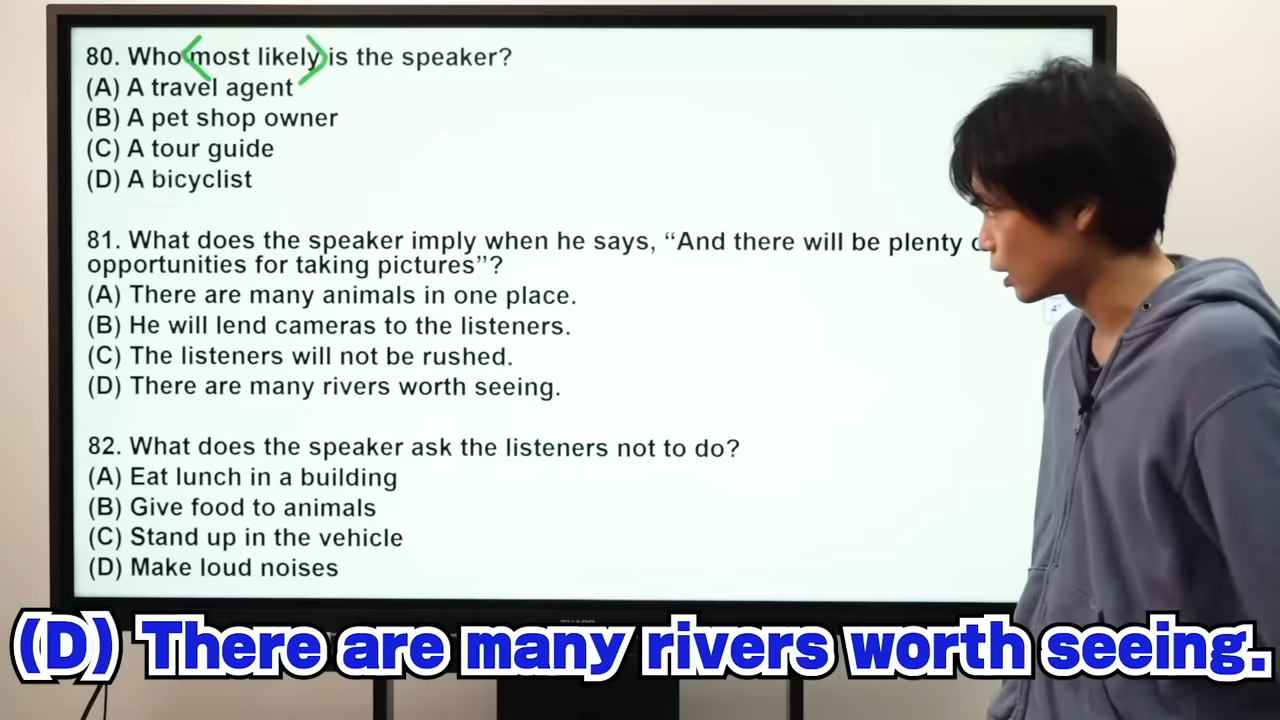 80. Who most likely is the speaker?
(A) A travel agent
(B) A pet shop owner
(C) A tour guide
(D) A bicyclist
81. What does the speaker imply when he says, “And there will be plenty
opportunities for taking pictures”?
(A) There are many animals in one place.
(B) He will lend cameras to the listeners.
(C) The listeners will not be rushed.
(D) There are many rivers worth seeing.
82. What does the speaker ask the listeners not to do?
(A) Eat lunch in a building
(B) Give food to animals
(C) Stand up in the vehicle
(D) Make loud noises
(D) There are many rivers worth seeing.